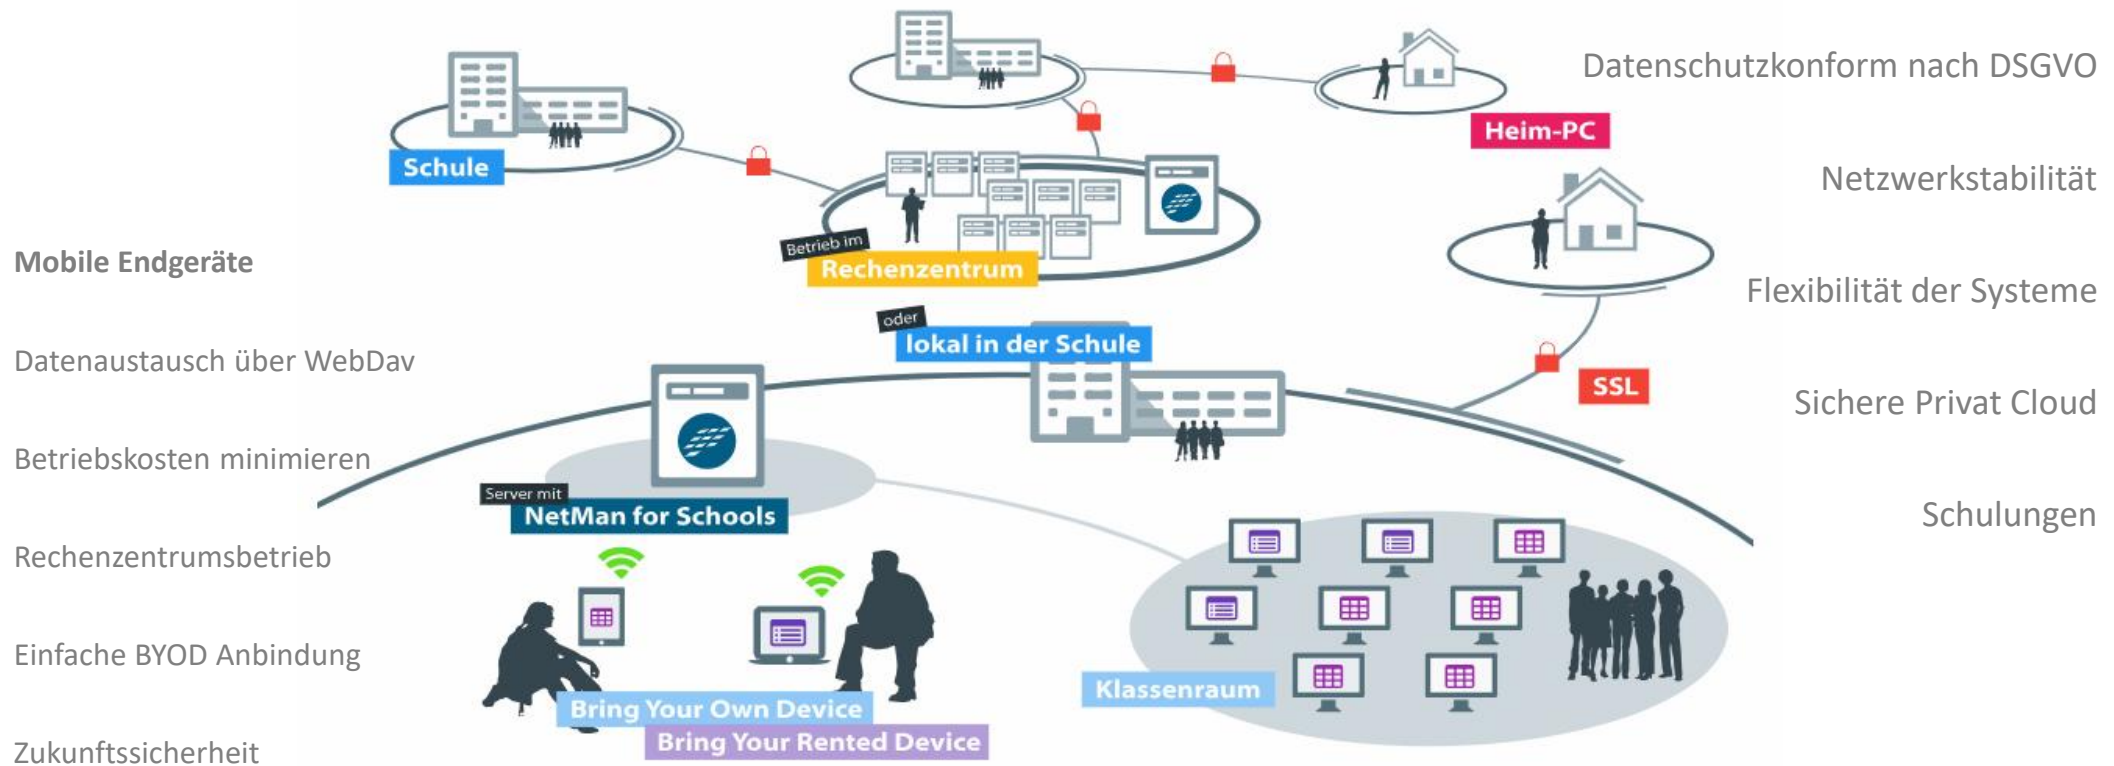 Mobile Endgeräte
Datenaustausch über WebDav
Betriebskosten minimieren
Rechenzentrumsbetrieb
Einfache BYOD Anbindung
Zukunftssicherheit
Schule
Betrieb im
Rechenzentrum
oder
lokal in der Schule
Server mit
NetMan for Schools
Bring Your Own Device
Bring Your Rented Device
Klassenraum
Heim-PC
SSL
Datenschutzkonform nach DSGVO
Netzwerkstabilität
Flexibilität der Systeme
Sichere Privat Cloud
Schulungen